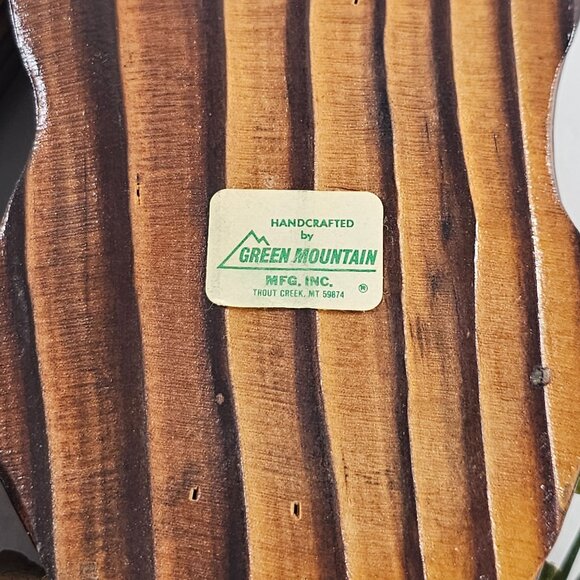 HANDCRAFTED
by
GREEN MOUNTAIN
MFG. INC.
TROUT CREEK, MT 59874 ®